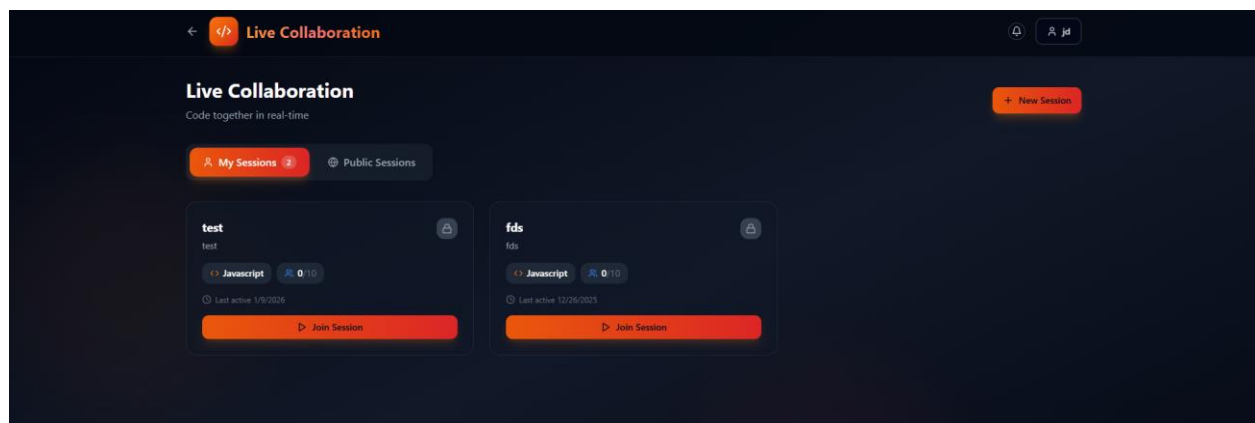 Live Collaboration
jd
Live Collaboration
Code together in real-time
+ New Session
My Sessions 2
Public Sessions
test
test
Javascript
0/10
Last active 1/9/2026
Join Session
fds
fds
Javascript
0/10
Last active 12/26/2025
Join Session